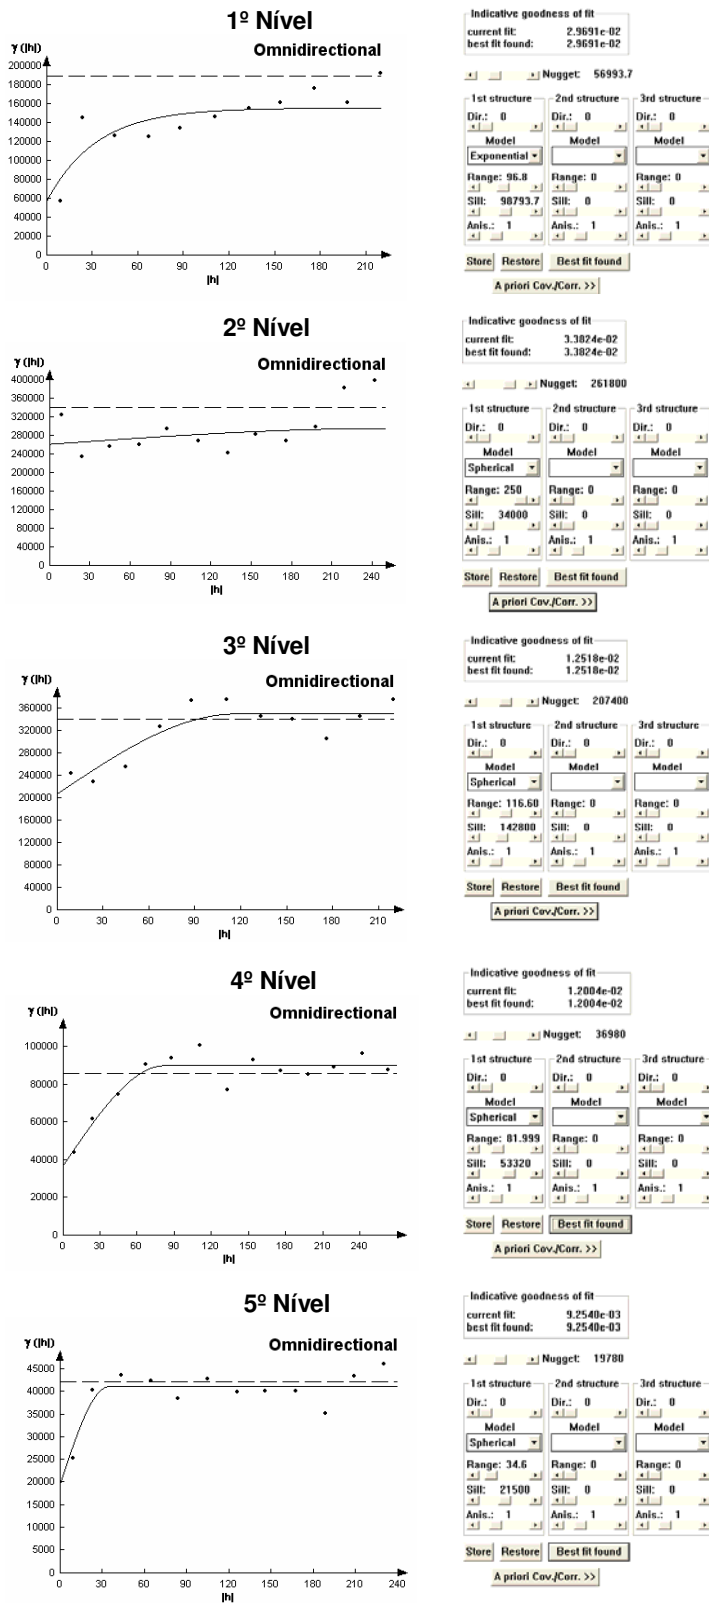 1º Nível
Omnidirectional
γ (|h|)
200000
180000
160000
140000
120000
100000
80000
60000
40000
20000
0
0 30 60 90 120 150 180 210
|h|
Indicative goodness of fit
current fit: 2.9691e-02
best fit found: 2.9691e-02
Nugget: 56993.7
1st structure 2nd structure 3rd structure
Dir.: 0 Dir.: 0 Dir.: 0
Model Model Model
Exponential
Range: 96.8 Range: 0 Range: 0
Sill: 98793.7 Sill: 0 Sill: 0
Anis.: 1 Anis.: 1 Anis.: 1
Store Restore Best fit found
A priori Cov./Corr. >>
2º Nível
Omnidirectional
γ (|h|)
400000
360000
320000
280000
240000
200000
160000
120000
80000
40000
0
0 30 60 90 120 150 180 210 240
|h|
Indicative goodness of fit
current fit: 3.3824e-02
best fit found: 3.3824e-02
Nugget: 261800
1st structure 2nd structure 3rd structure
Dir.: 0 Dir.: 0 Dir.: 0
Model Model Model
Spherical
Range: 250 Range: 0 Range: 0
Sill: 34000 Sill: 0 Sill: 0
Anis.: 1 Anis.: 1 Anis.: 1
Store Restore Best fit found
A priori Cov./Corr. >>
3º Nível
Omnidirectional
γ (|h|)
360000
320000
280000
240000
200000
160000
120000
80000
40000
0
0 30 60 90 120 150 180 210
|h|
Indicative goodness of fit
current fit: 1.2518e-02
best fit found: 1.2518e-02
Nugget: 207400
1st structure 2nd structure 3rd structure
Dir.: 0 Dir.: 0 Dir.: 0
Model Model Model
Spherical
Range: 116.60 Range: 0 Range: 0
Sill: 142800 Sill: 0 Sill: 0
Anis.: 1 Anis.: 1 Anis.: 1
Store Restore Best fit found
A priori Cov./Corr. >>
4º Nível
Omnidirectional
γ (|h|)
100000
80000
60000
40000
20000
0
0 30 60 90 120 150 180 210 240
|h|
Indicative goodness of fit
current fit: 1.2004e-02
best fit found: 1.2004e-02
Nugget: 36980
1st structure 2nd structure 3rd structure
Dir.: 0 Dir.: 0 Dir.: 0
Model Model Model
Spherical
Range: 81.999 Range: 0 Range: 0
Sill: 53320 Sill: 0 Sill: 0
Anis.: 1 Anis.: 1 Anis.: 1
Store Restore Best fit found
A priori Cov./Corr. >>
5º Nível
Omnidirectional
γ (|h|)
45000
40000
35000
30000
25000
20000
15000
10000
5000
0
0 30 60 90 120 150 180 210 240
|h|
Indicative goodness of fit
current fit: 9.2540e-03
best fit found: 9.2540e-03
Nugget: 19780
1st structure 2nd structure 3rd structure
Dir.: 0 Dir.: 0 Dir.: 0
Model Model Model
Spherical
Range: 34.6 Range: 0 Range: 0
Sill: 21500 Sill: 0 Sill: 0
Anis.: 1 Anis.: 1 Anis.: 1
Store Restore Best fit found
A priori Cov./Corr. >>